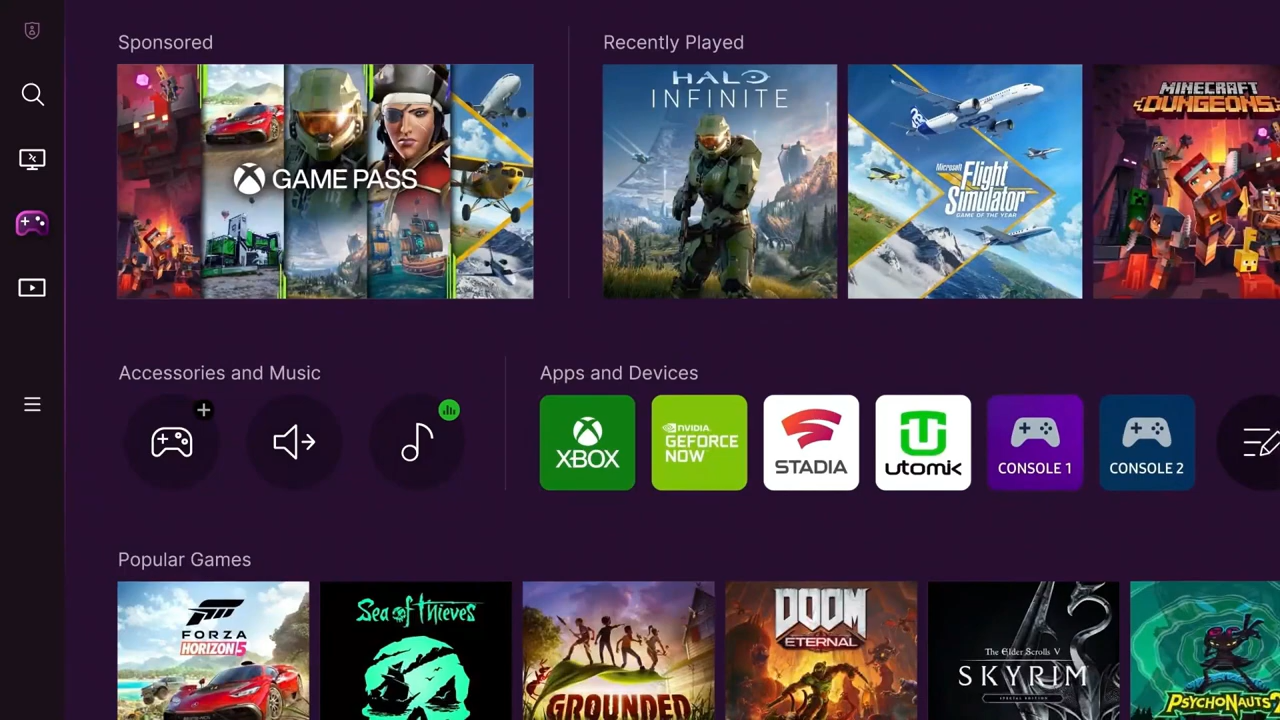 Sponsored
GAME PASS
Recently Played
HALO
INFINITE
Microsoft
Flight
Simulator
GAME OF THE YEAR
MINECRAFT
DUNGEONS
Accessories and Music
Apps and Devices
XBOX
NVIDIA
GEFORCE
NOW
STADIA
utomik
CONSOLE 1
CONSOLE 2
Popular Games
FORZA
HORIZON 5
Sea of Thieves
GROUNDED
DOOM
ETERNAL
The Elder Scrolls V
SKYRIM
SPECIAL EDITION
PSYCHONAUTS 2